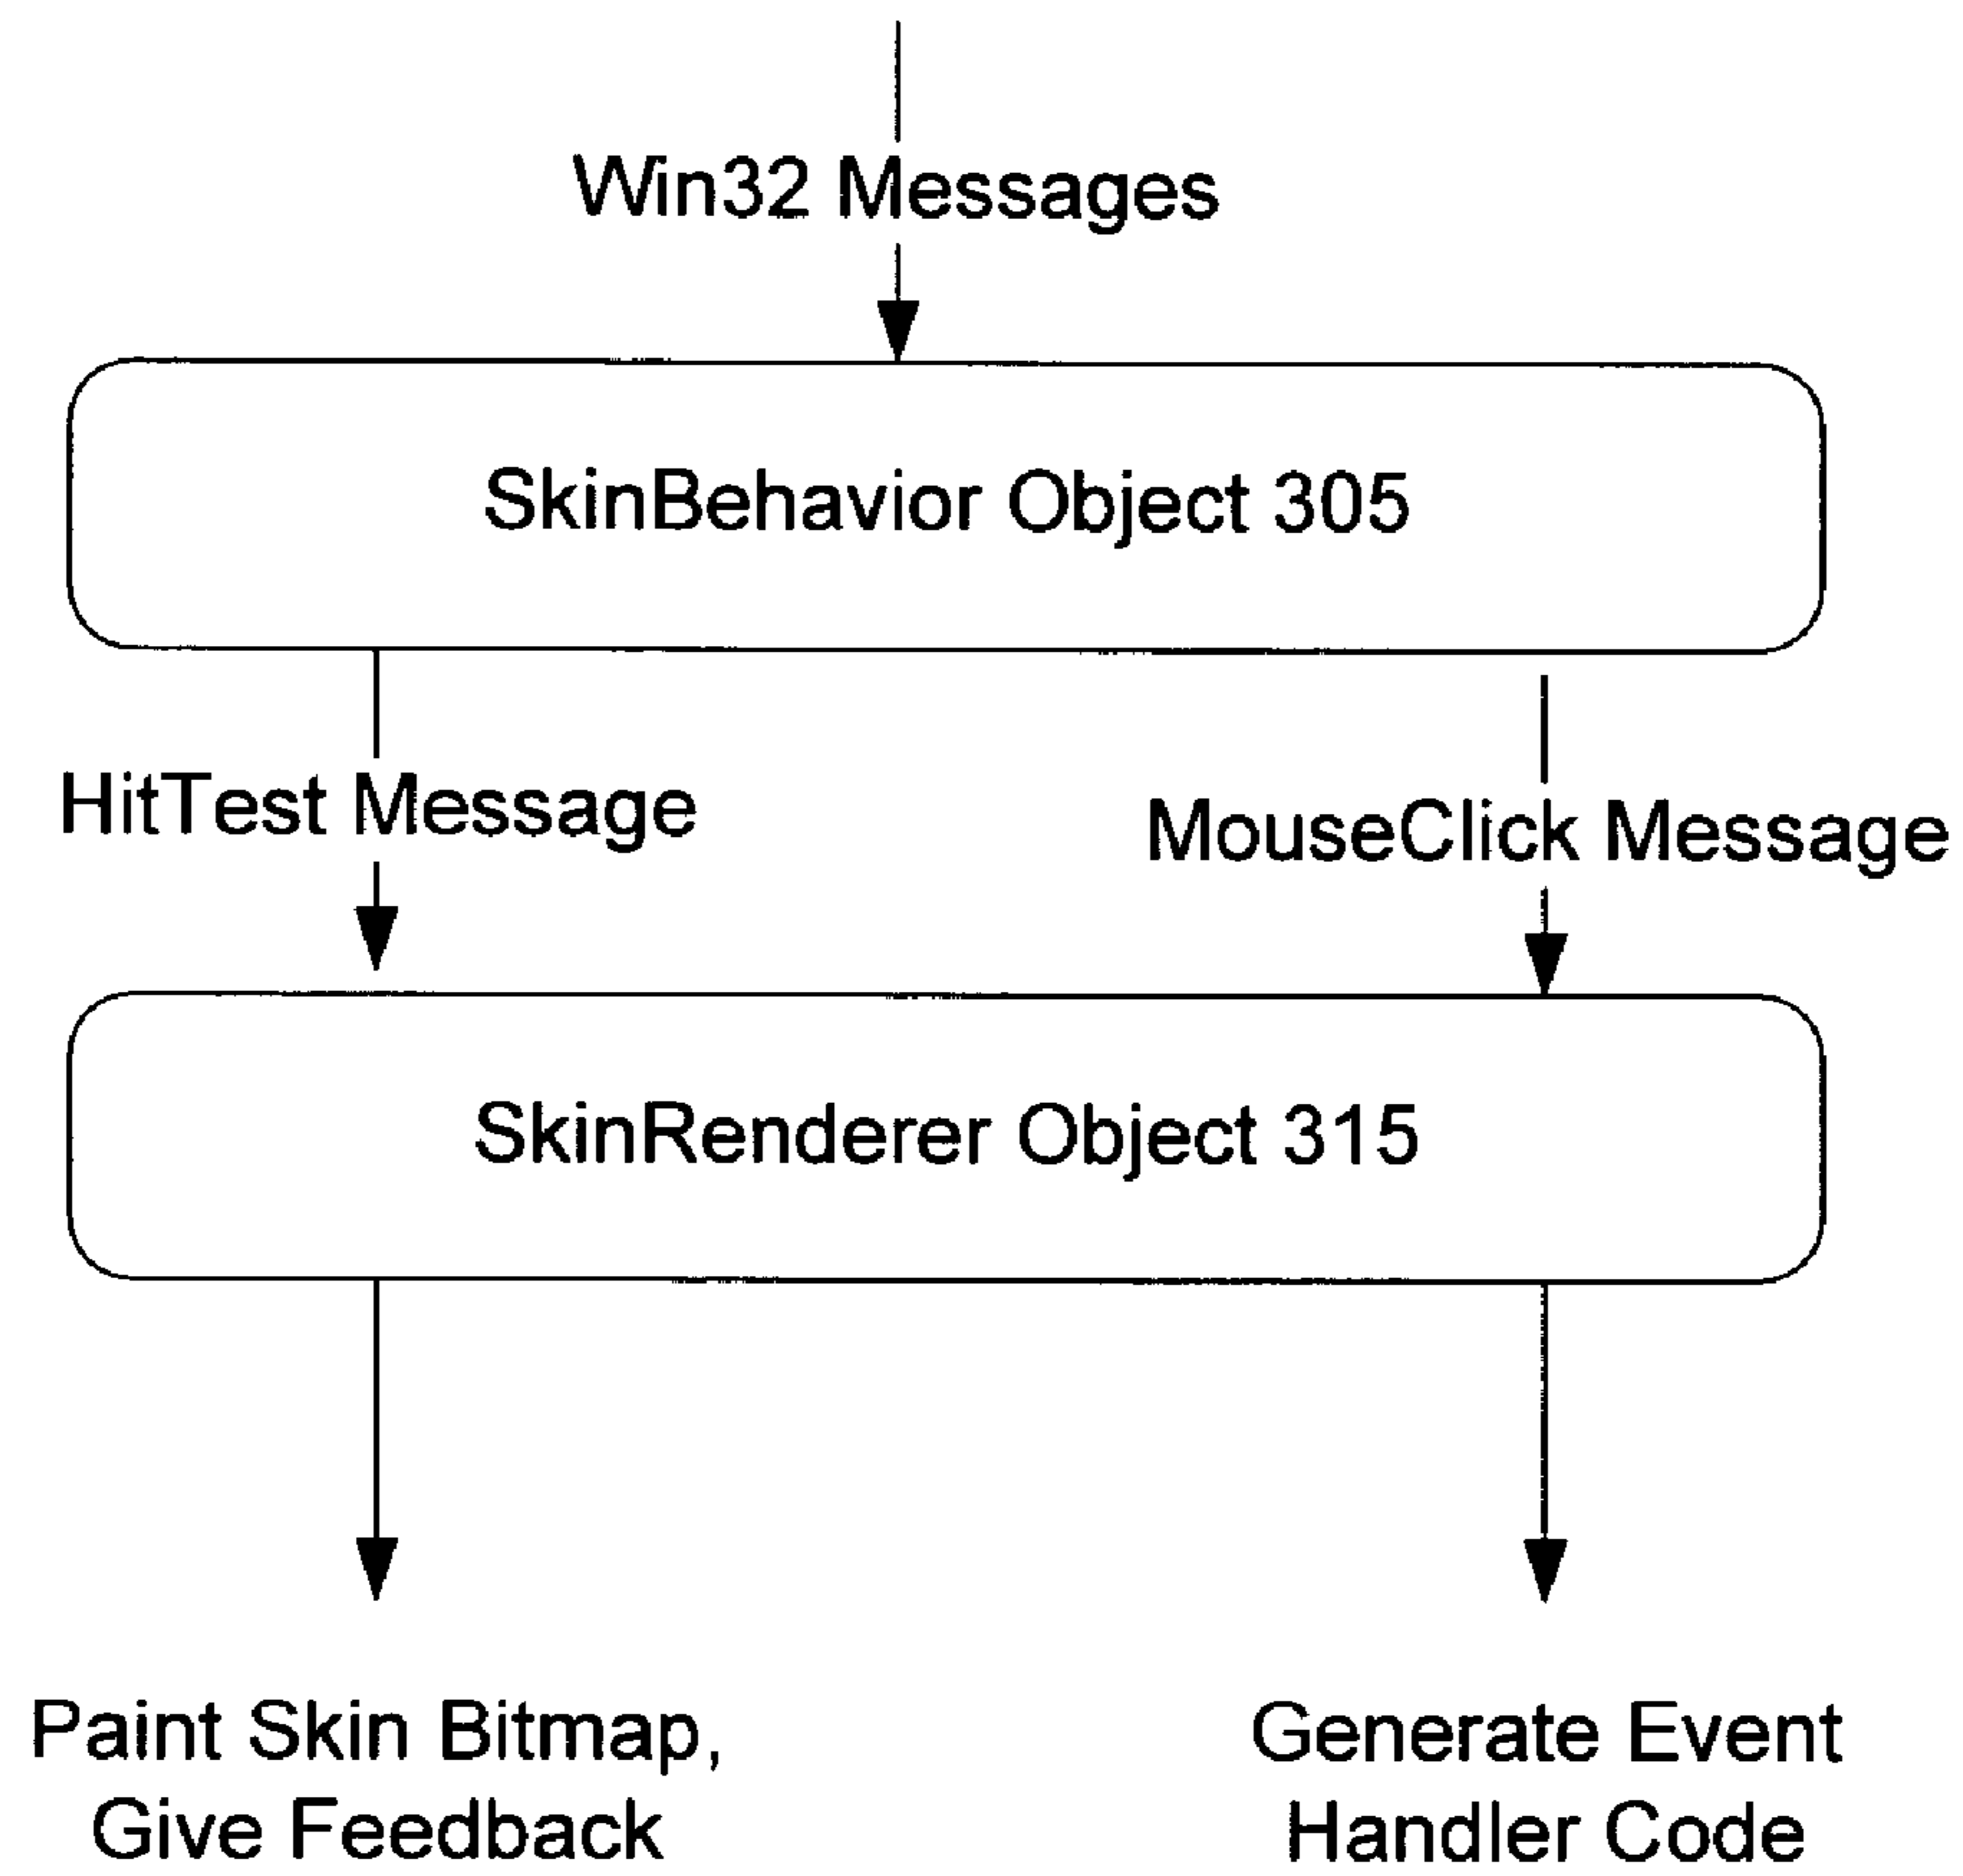 Win32 Messages
SkinBehavior Object 305
HitTest Message
MouseClick Message
SkinRenderer Object 315
Paint Skin Bitmap,
Give Feedback
Generate Event
Handler Code